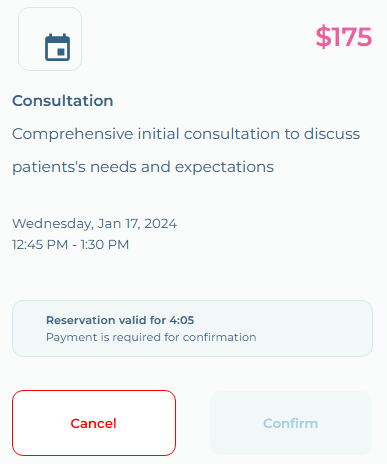 $175
Consultation
Comprehensive initial consultation to discuss
patients's needs and expectations
Wednesday, Jan 17, 2024
12:45 PM - 1:30 PM
Reservation valid for 4:05
Payment is required for confirmation
Cancel
Confirm